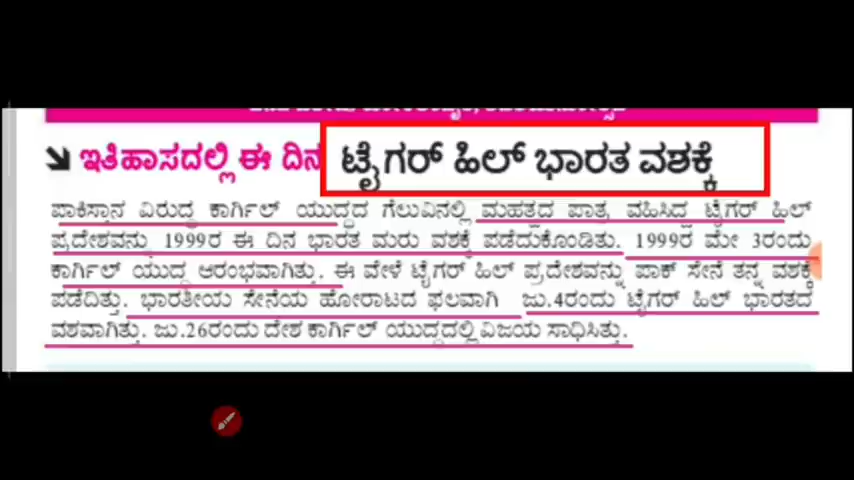 ಇತಿಹಾಸದಲ್ಲಿ ಈ ದಿನ ಟೈಗರ್ ಹಿಲ್ ಭಾರತ ವಶಕ್ಕೆ
ಪಾಕಿಸ್ತಾನ ವಿರುದ್ಧ ಕಾರ್ಗಿಲ್ ಯುದ್ಧದ ಗೆಲುವಿನಲ್ಲಿ ಮಹತ್ವದ ಪಾತ್ರ ವಹಿಸಿದ್ದ ಟೈಗರ್ ಹಿಲ್
ಪ್ರದೇಶವನ್ನು 1999ರ ಈ ದಿನ ಭಾರತ ಮರು ವಶಕ್ಕೆ ಪಡೆದುಕೊಂಡಿತು. 1999ರ ಮೇ 3ರಂದು
ಕಾರ್ಗಿಲ್ ಯುದ್ಧ ಆರಂಭವಾಗಿತ್ತು. ಈ ವೇಳೆ ಟೈಗರ್ ಹಿಲ್ ಪ್ರದೇಶವನ್ನು ಪಾಕ್ ಸೇನೆ ತನ್ನ ವಶಕ್ಕೆ
ಪಡೆದಿತ್ತು. ಭಾರತೀಯ ಸೇನೆಯ ಹೋರಾಟದ ಫಲವಾಗಿ ಜು.4ರಂದು ಟೈಗರ್ ಹಿಲ್ ಭಾರತದ
ವಶವಾಗಿತ್ತು. ಜು.26ರಂದು ದೇಶ ಕಾರ್ಗಿಲ್ ಯುದ್ಧದಲ್ಲಿ ವಿಜಯ ಸಾಧಿಸಿತ್ತು.